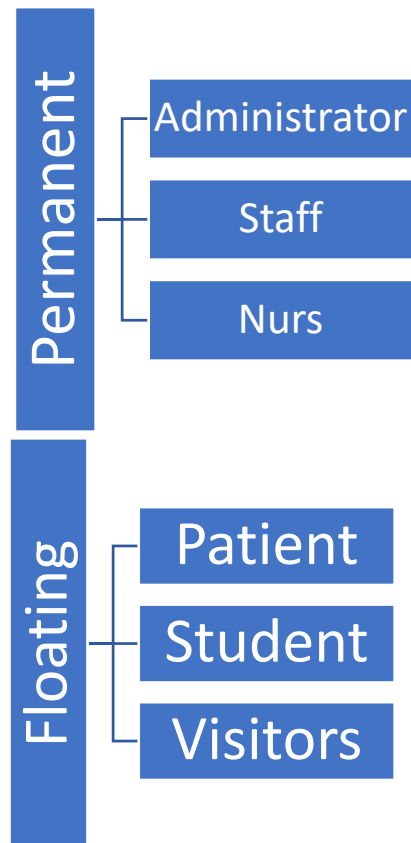 Permanent
Administrator
Staff
Nurs
Floating
Patient
Student
Visitors